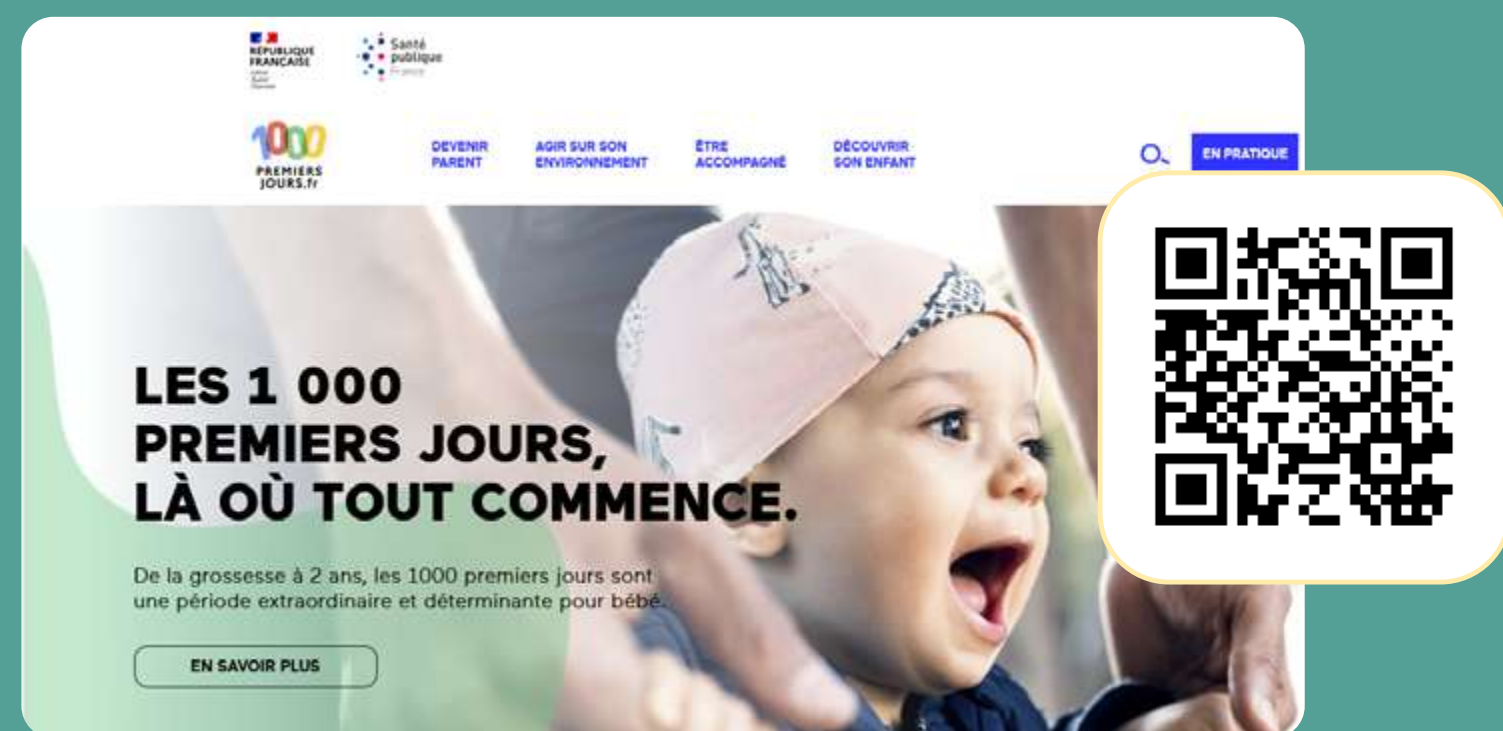 RÉPUBLIQUE
FRANÇAISE
Santé
publique
France
1000
PREMIERS
JOURS.fr
DEVENIR
PARENT
AGIR SUR SON
ENVIRONNEMENT
ÊTRE
ACCOMPAGNÉ
DÉCOUVRIR
SON ENFANT
EN PRATIQUE
LES 1 000
PREMIERS JOURS,
LÀ OÙ TOUT COMMENCE.
De la grossesse à 2 ans, les 1000 premiers jours sont
une période extraordinaire et déterminante pour bébé.
EN SAVOIR PLUS